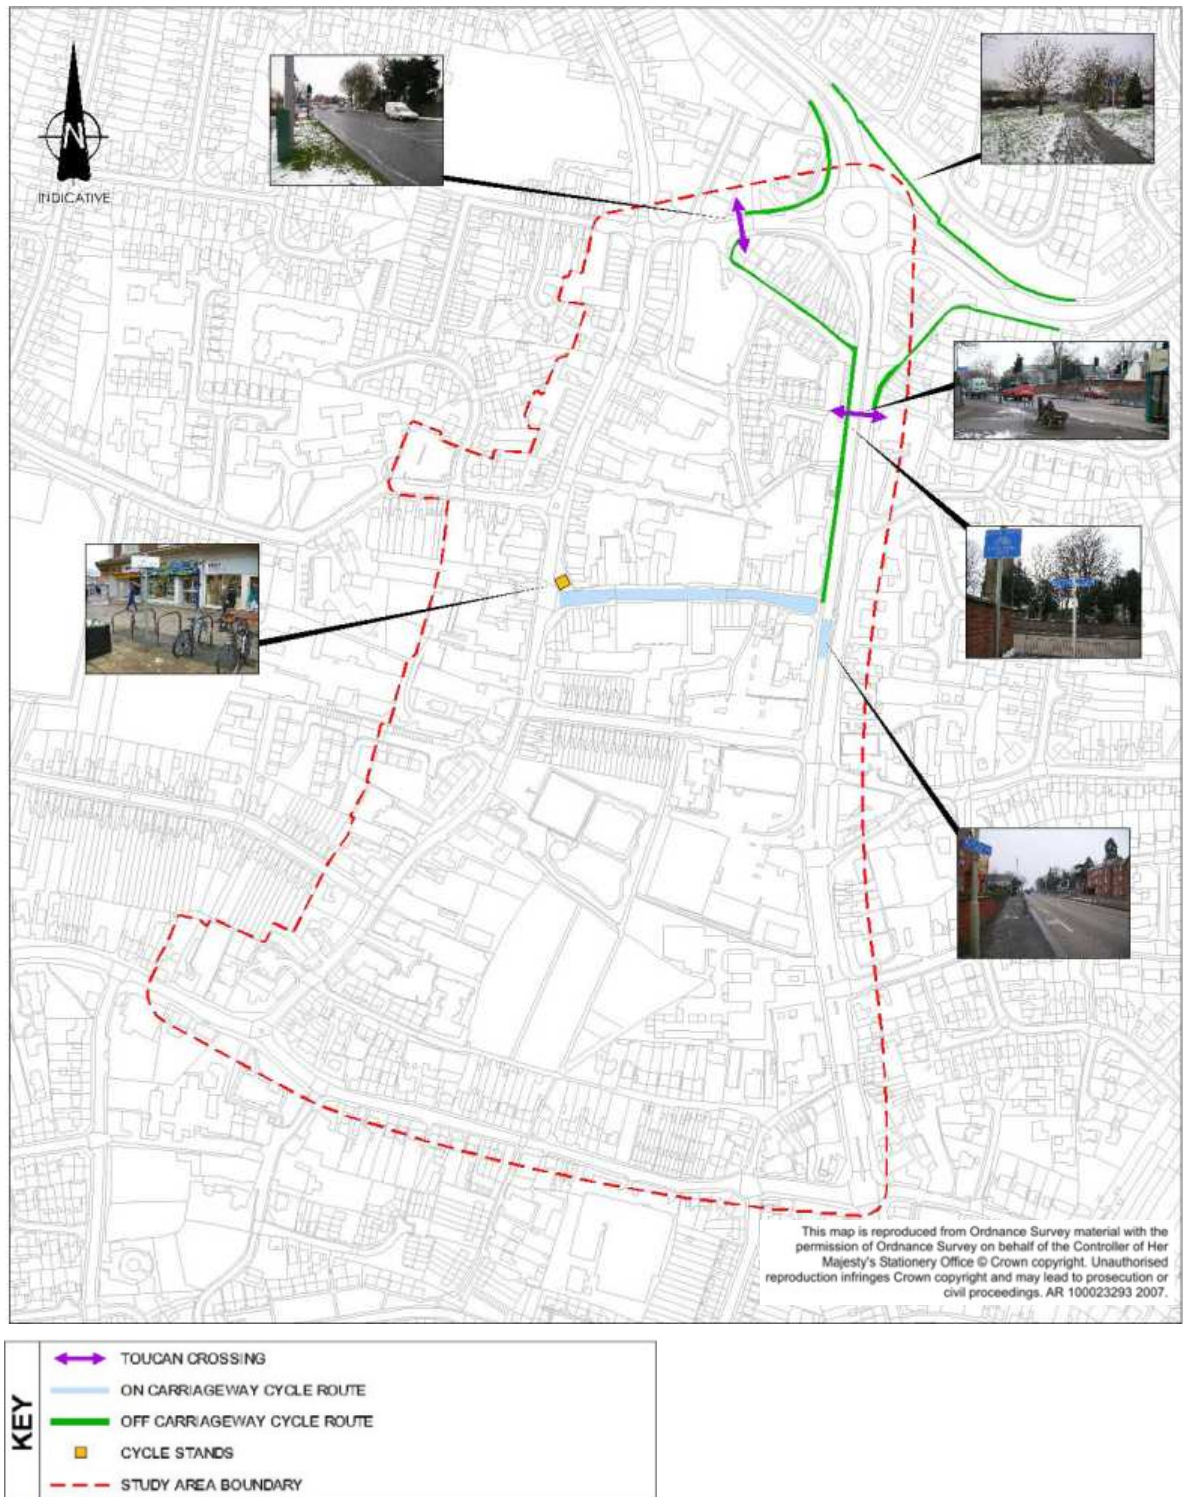 N
INDICATIVE
This map is reproduced from Ordnance Survey material with the
permission of Ordnance Survey on behalf of the Controller of Her
Majesty's Stationery Office © Crown copyright. Unauthorised
reproduction infringes Crown copyright and may lead to prosecution or
civil proceedings. AR 100023293 2007.
KEY
TOUCAN CROSSING
ON CARRIAGEWAY CYCLE ROUTE
OFF CARRIAGEWAY CYCLE ROUTE
CYCLE STANDS
STUDY AREA BOUNDARY